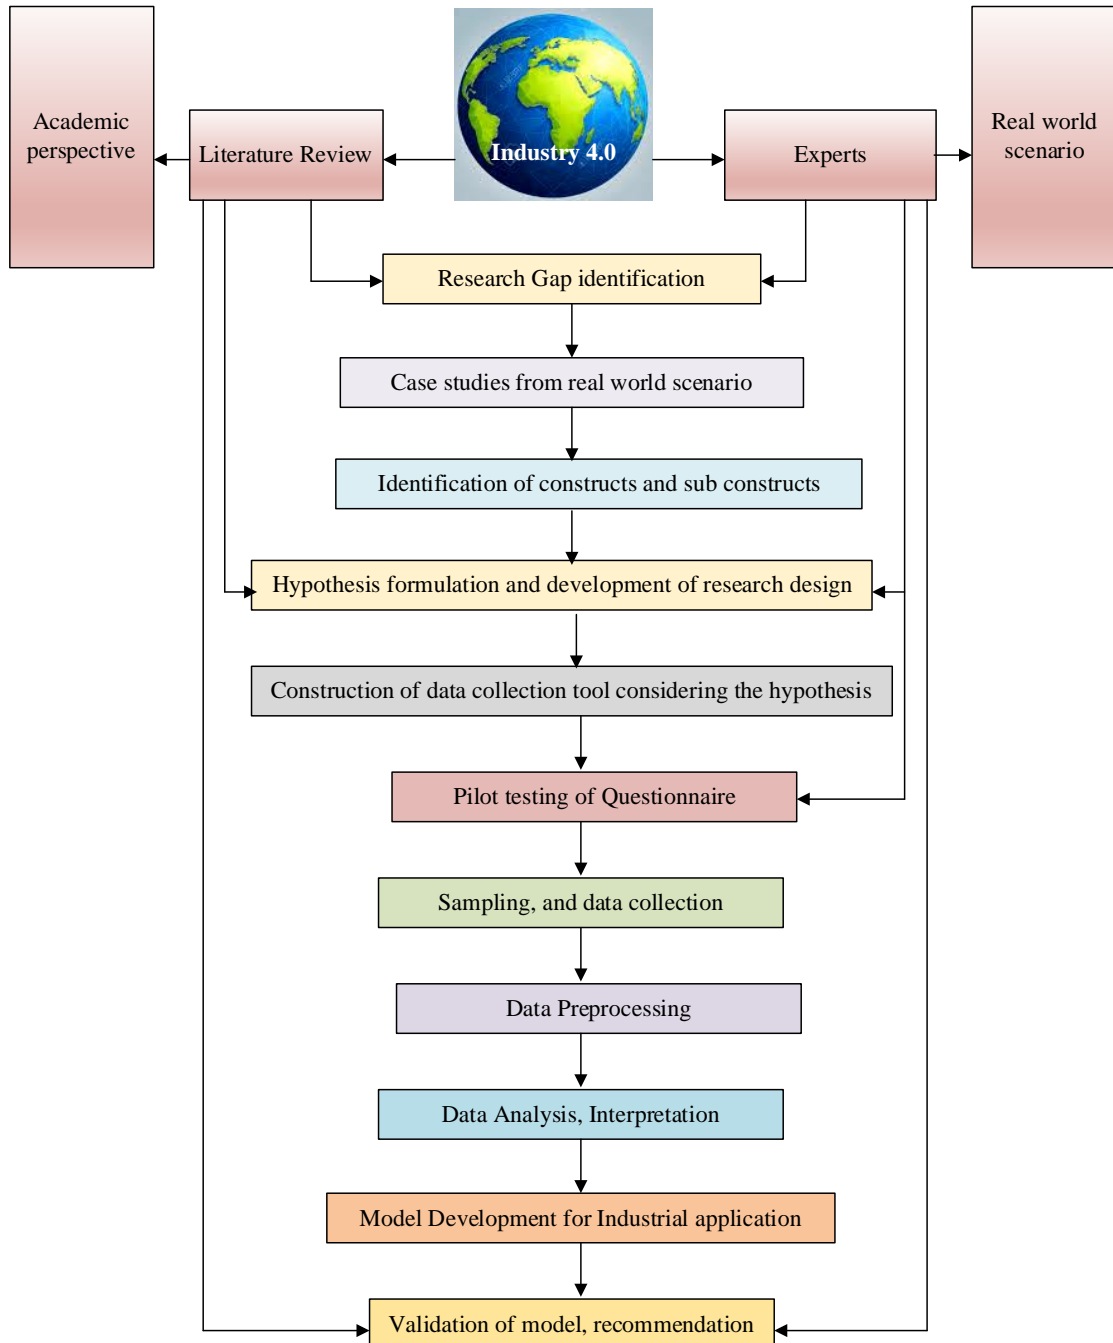 Academic
perspective
Literature Review
Industry 4.0
Experts
Real world
scenario
Research Gap identification
Case studies from real world scenario
Identification of constructs and sub constructs
Hypothesis formulation and development of research design
Construction of data collection tool considering the hypothesis
Pilot testing of Questionnaire
Sampling, and data collection
Data Preprocessing
Data Analysis, Interpretation
Model Development for Industrial application
Validation of model, recommendation